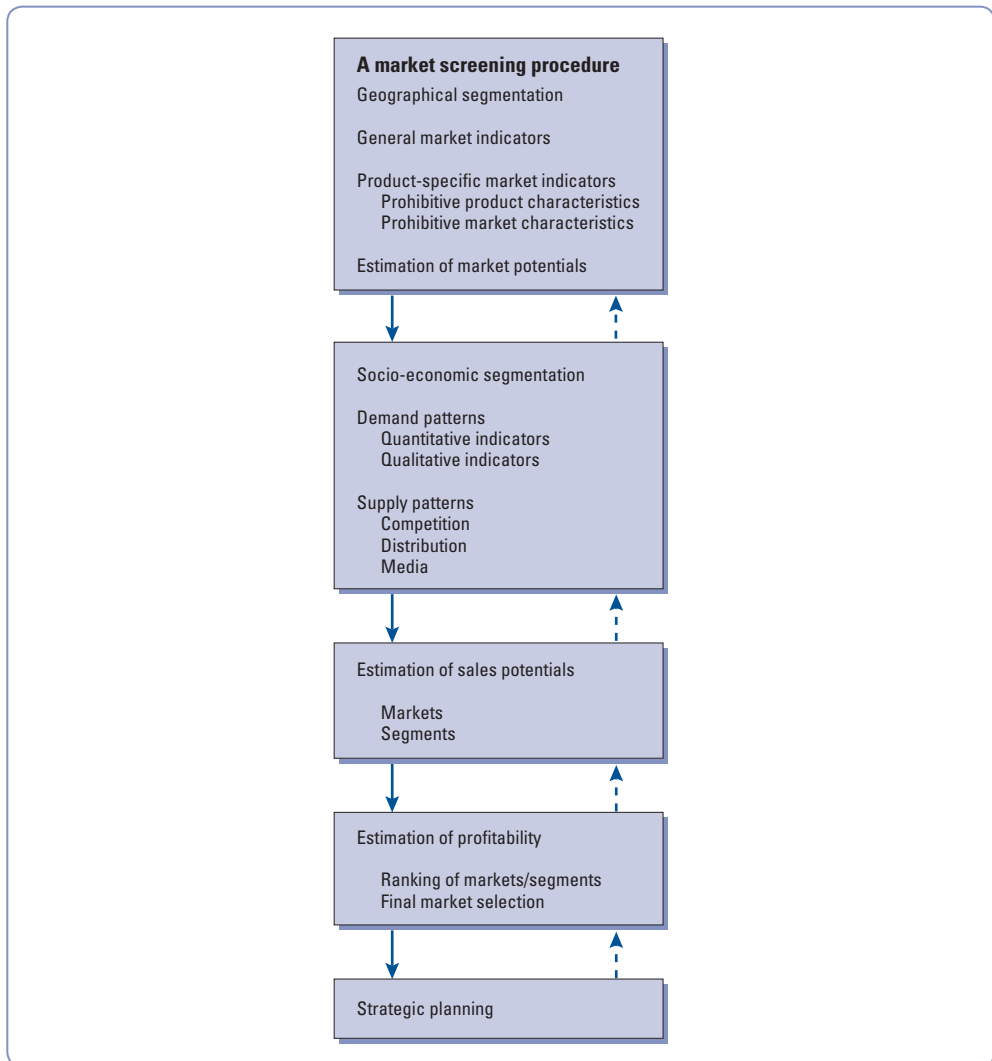 A market screening procedure
Geographical segmentation
General market indicators
Product-specific market indicators
Prohibitive product characteristics
Prohibitive market characteristics
Estimation of market potentials
Socio-economic segmentation
Demand patterns
Quantitative indicators
Qualitative indicators
Supply patterns
Competition
Distribution
Media
Estimation of sales potentials
Markets
Segments
Estimation of profitability
Ranking of markets/segments
Final market selection
Strategic planning